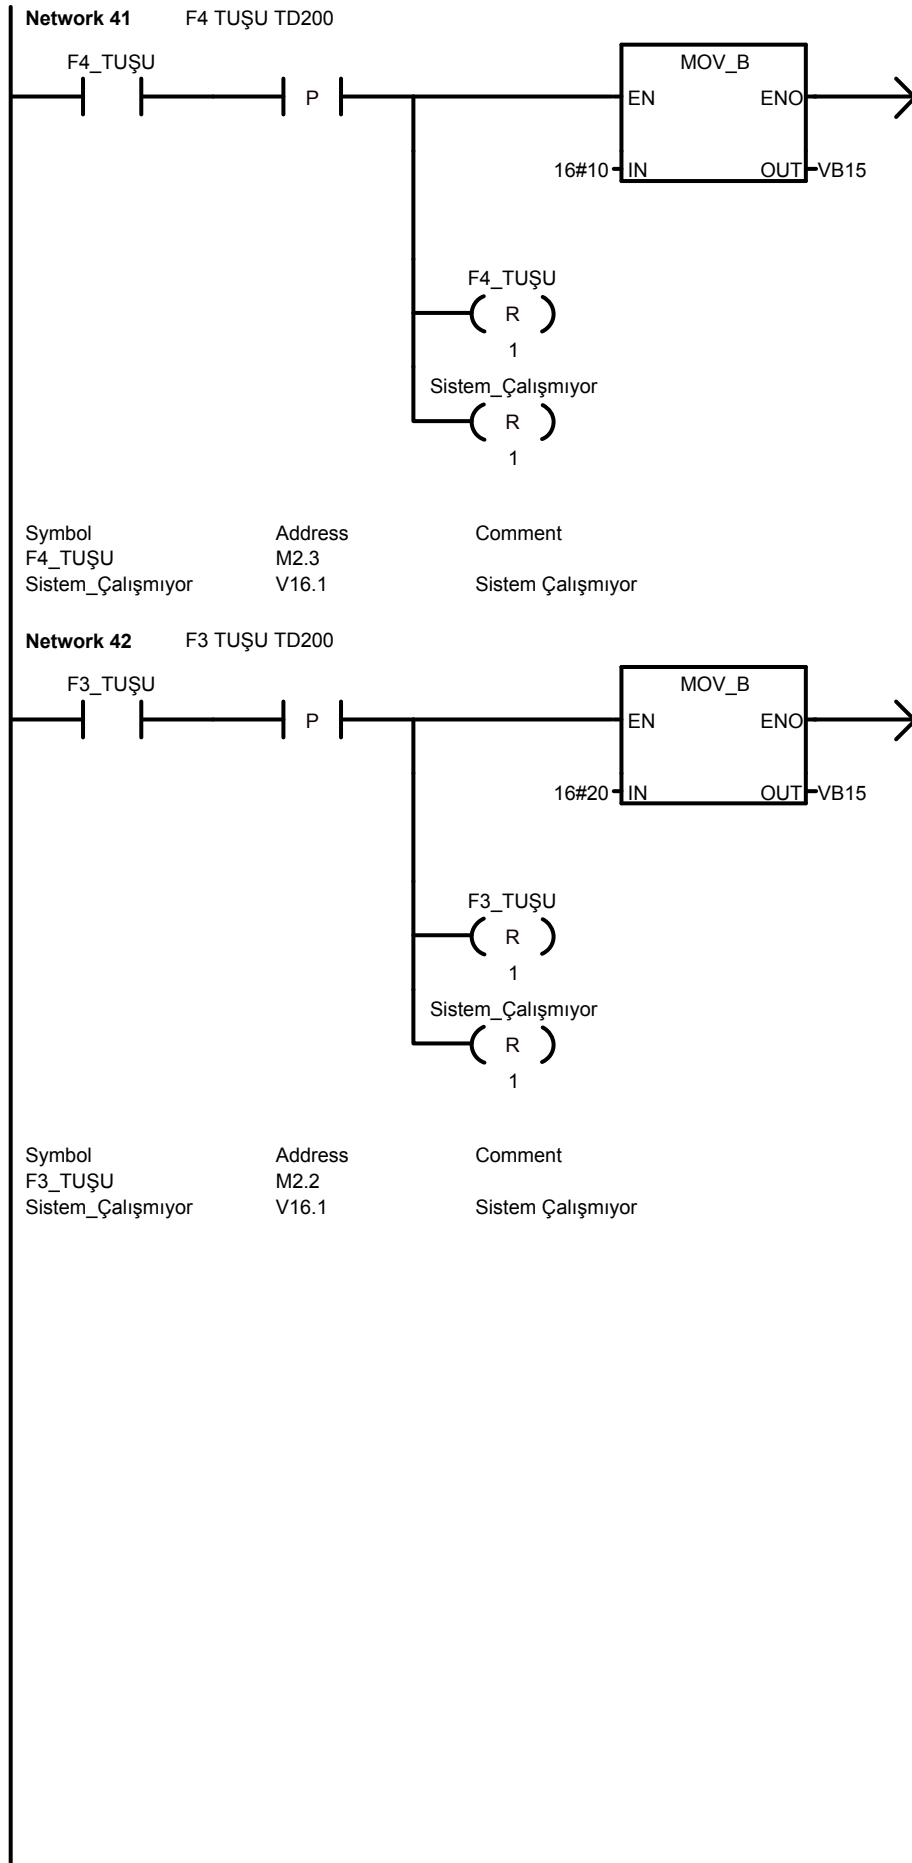 Network 41 F4 TUŞU TD200
F4_TUŞU
MOV_B
P
EN ENO
16#10 IN OUT VB15
F4_TUŞU
R
1
Sistem_Çalışmıyor
R
1
Symbol Address Comment
F4_TUŞU M2.3
Sistem_Çalışmıyor V16.1 Sistem Çalışmıyor
Network 42 F3 TUŞU TD200
F3_TUŞU
MOV_B
P
EN ENO
16#20 IN OUT VB15
F3_TUŞU
R
1
Sistem_Çalışmıyor
R
1
Symbol Address Comment
F3_TUŞU M2.2
Sistem_Çalışmıyor V16.1 Sistem Çalışmıyor